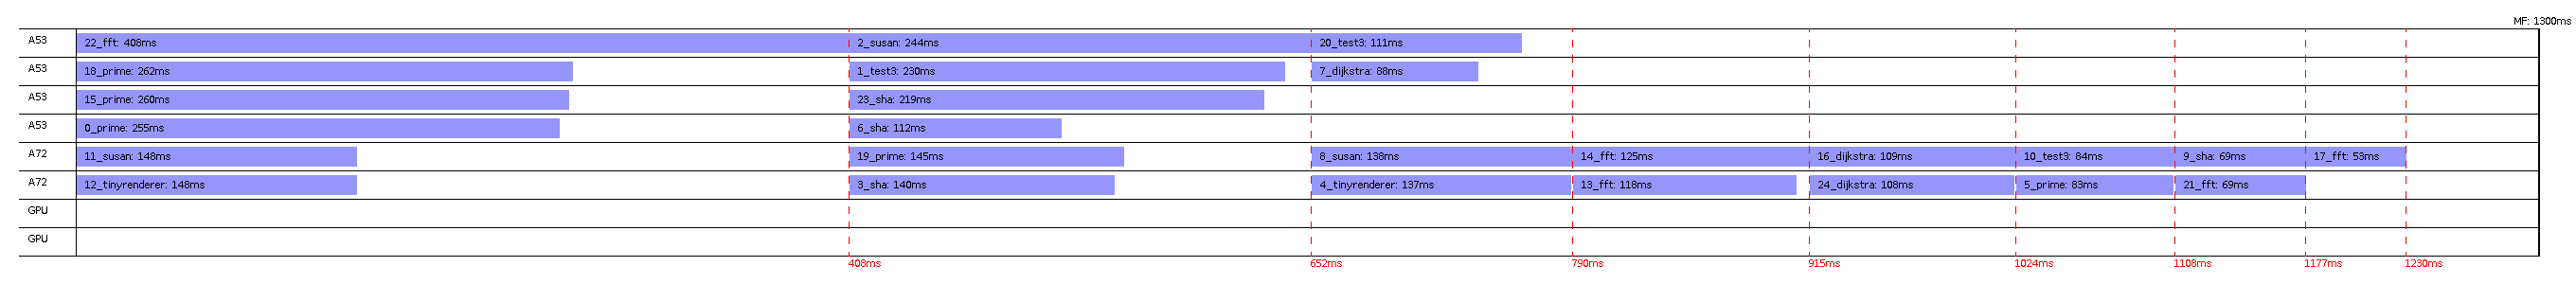 MF: 1300ms
A53 22_fft: 408ms 2_susan: 244ms 20_test3: 111ms
A53 18_prime: 262ms 1_test3: 230ms 7_dijkstra: 88ms
A53 15_prime: 260ms 23_sha: 219ms
A53 0_prime: 255ms 6_sha: 112ms
A72 11_susan: 148ms 19_prime: 145ms 8_susan: 138ms 14_fft: 125ms 16_dijkstra: 109ms 10_test3: 84ms 9_sha: 69ms 17_fft: 53ms
A72 12_tinyrenderer: 148ms 3_sha: 140ms 4_tinyrenderer: 137ms 13_fft: 118ms 24_dijkstra: 108ms 5_prime: 83ms 21_fft: 69ms
GPU
GPU
408ms 652ms 790ms 915ms 1024ms 1108ms 1177ms 1230ms